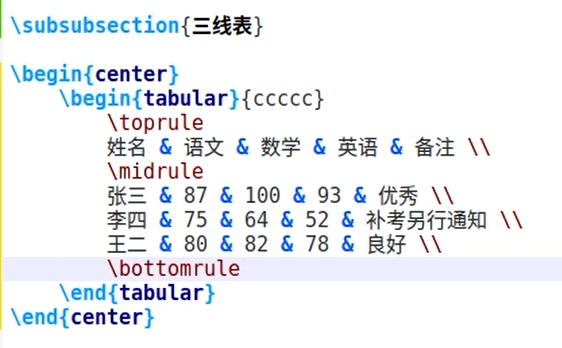 \subsubsection{三线表}
\begin{center}
\begin{tabular}{ccccc}
\toprule
姓名 & 语文 & 数学 & 英语 & 备注 \\
\midrule
张三 & 87 & 100 & 93 & 优秀 \\
李四 & 75 & 64 & 52 & 补考另行通知 \\
王二 & 80 & 82 & 78 & 良好 \\
\bottomrule
\end{tabular}
\end{center}